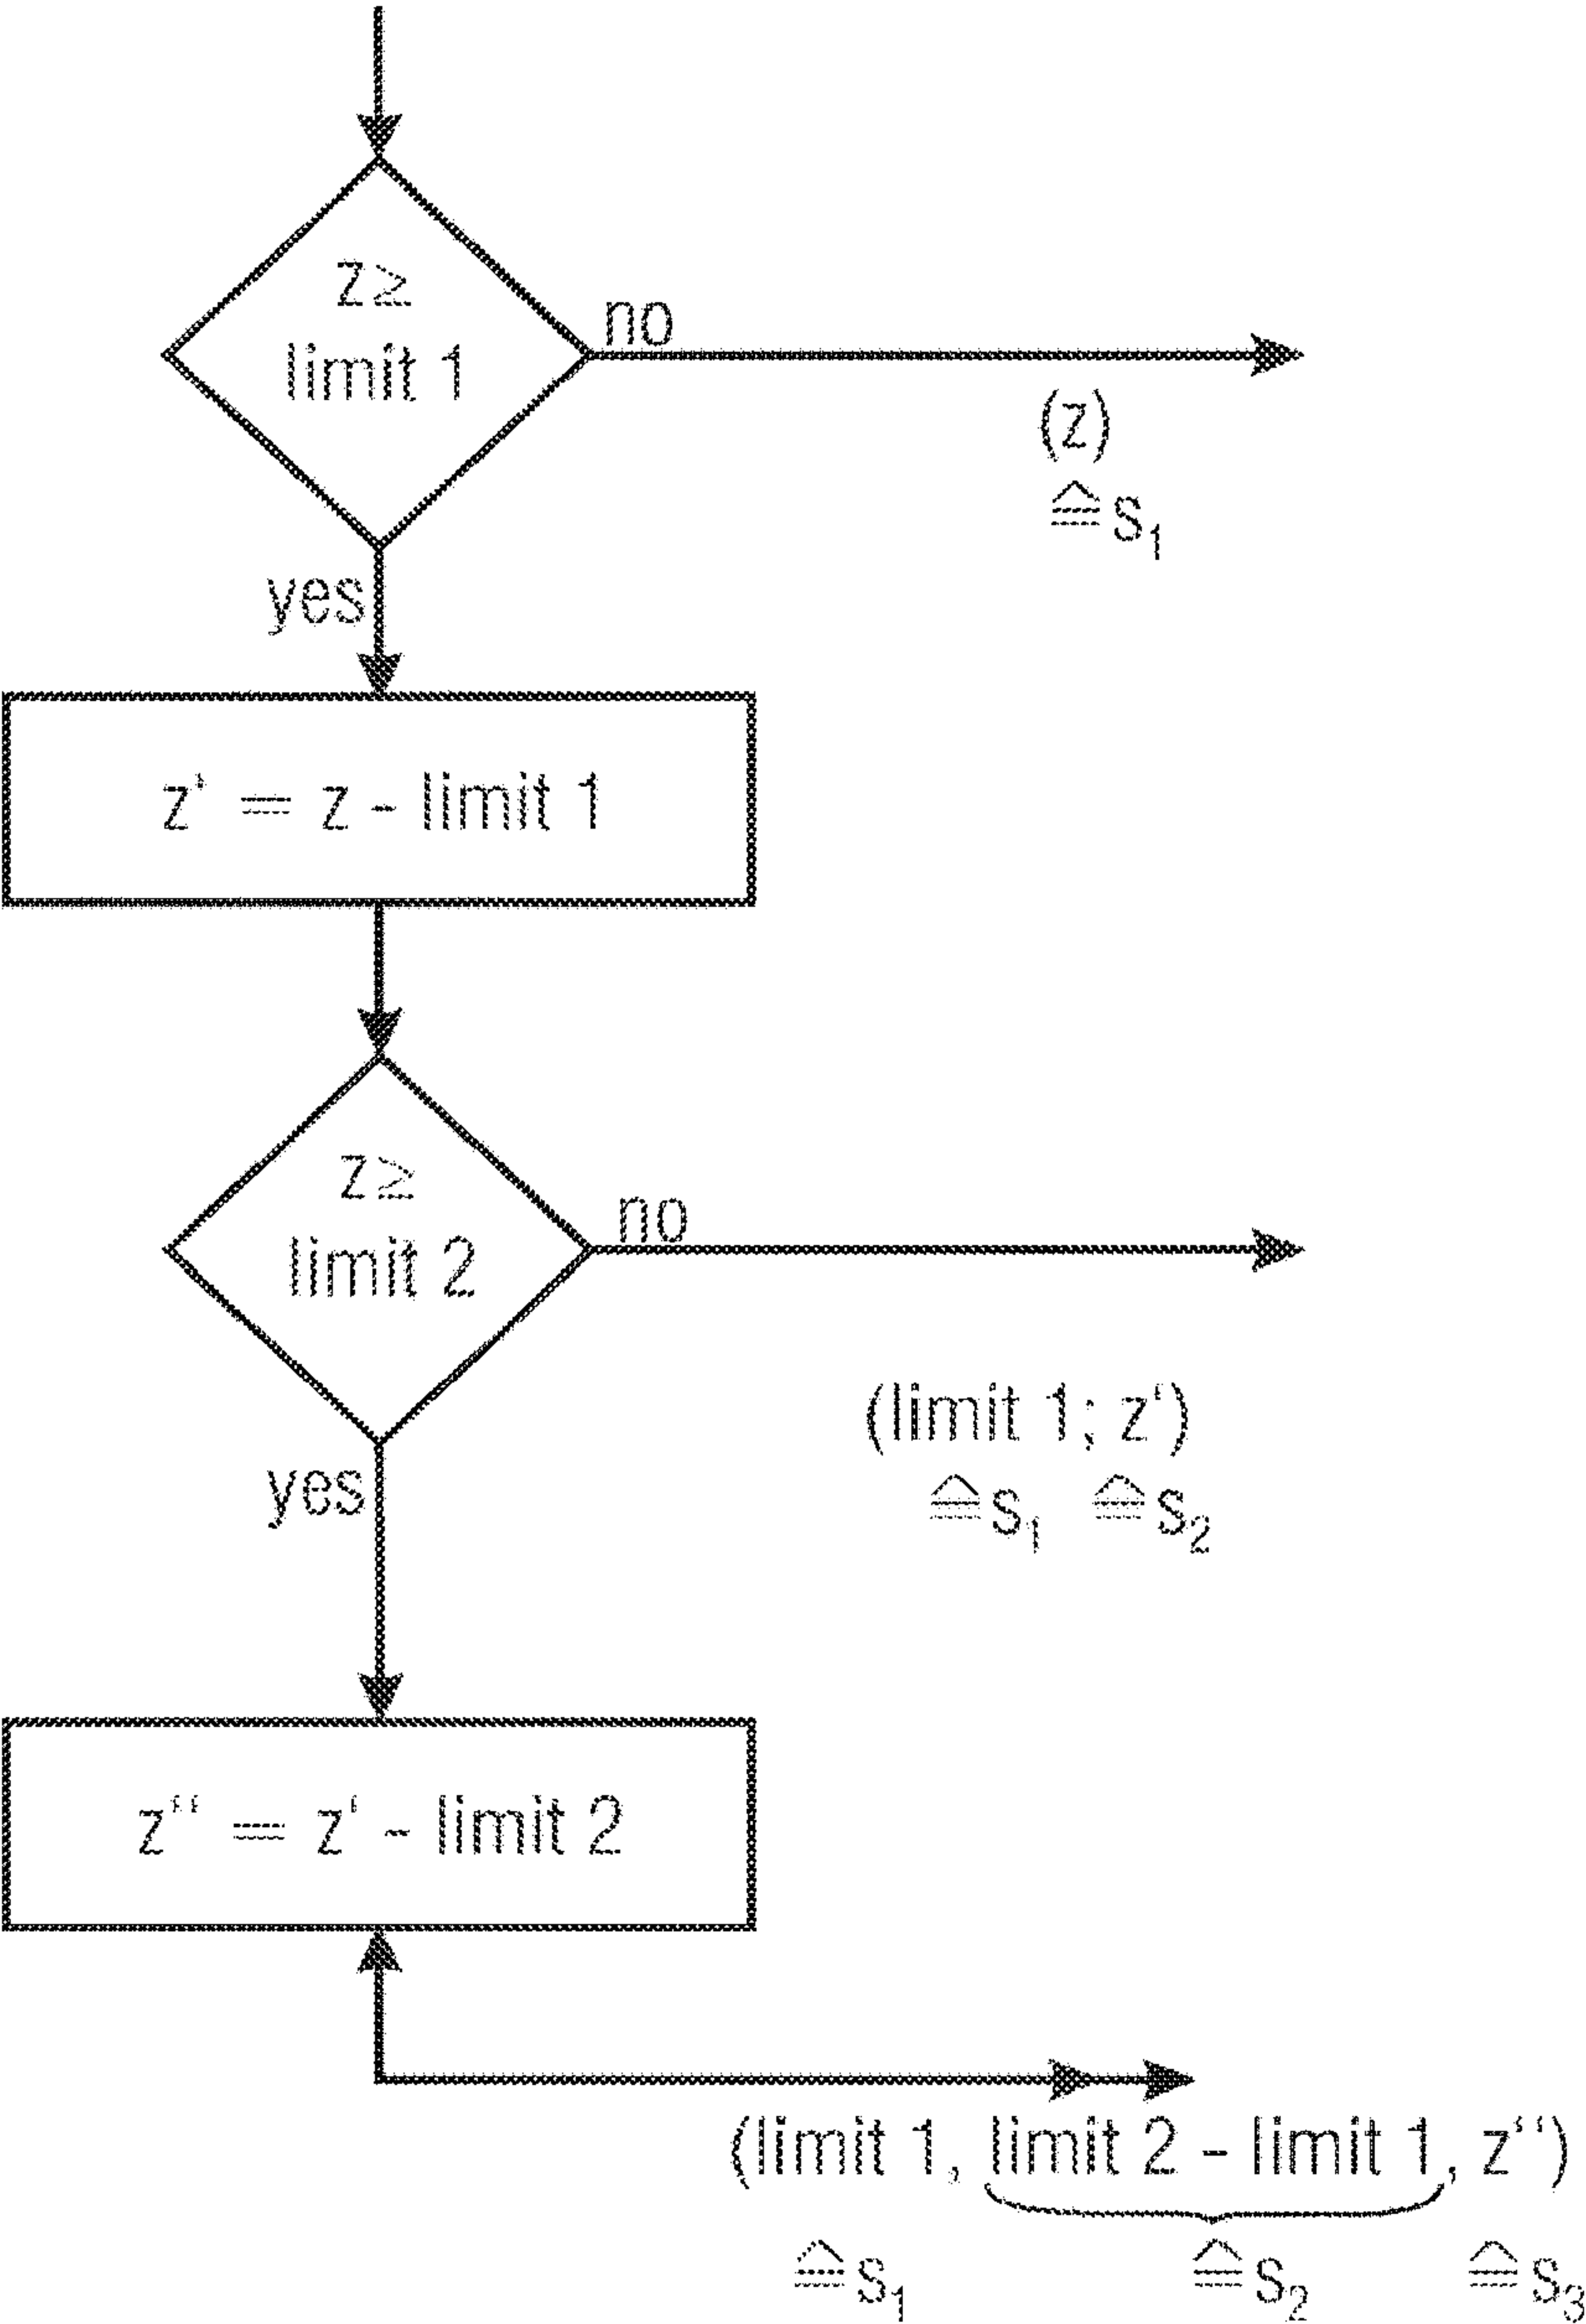 z≥
limit 1
no
(z)
≙s₁
yes
z‘ = z - limit 1
z≥
limit 2
no
(limit 1; z‘)
≙s₁ ≙s₂
yes
z‘‘ = z‘ - limit 2
(limit 1, limit 2 - limit 1, z‘‘)
≙s₁ ≙s₂ ≙s₃